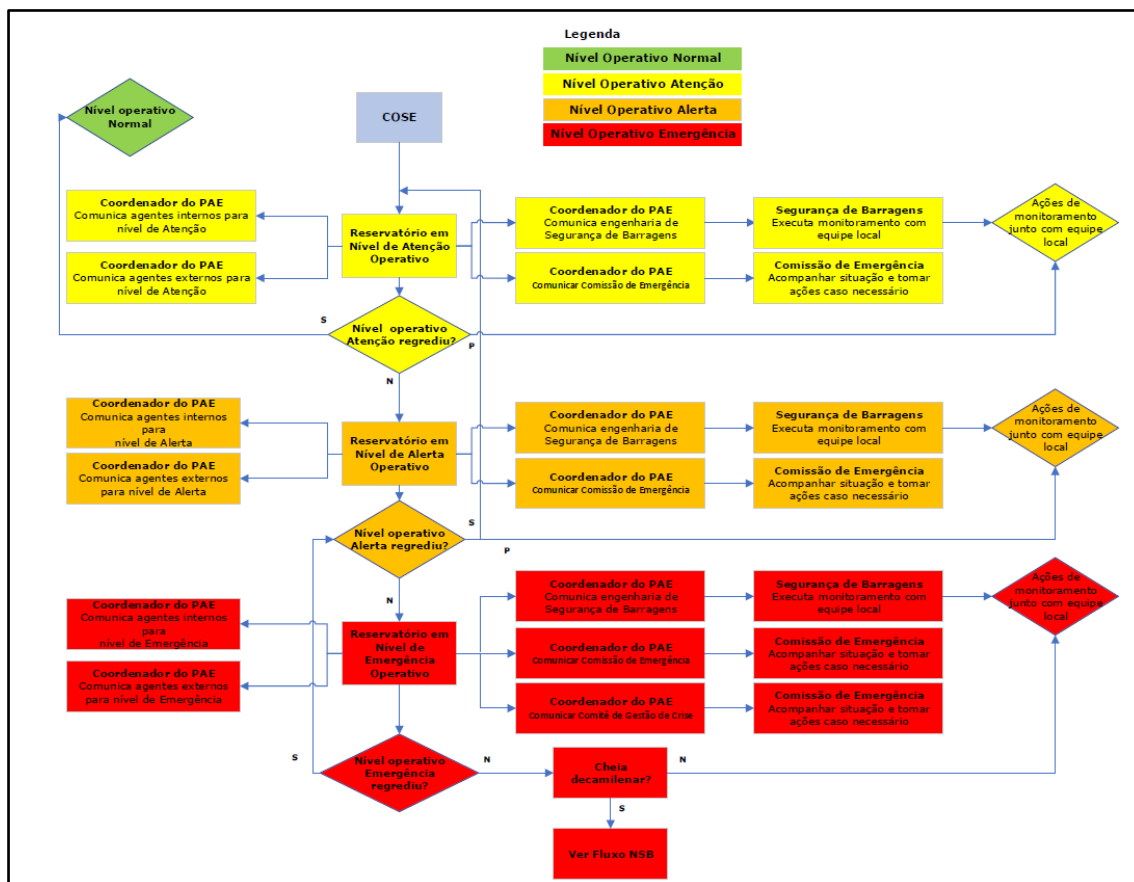 Legenda
Nível Operativo Normal
Nível Operativo Atenção
Nível Operativo Alerta
Nível Operativo Emergência
Nível operativo
Normal
COSE
Coordenador do PAE
Comunica agentes internos para
nível de Atenção
Coordenador do PAE
Comunica agentes externos para
nível de Atenção
Reservatório em
Nível de Atenção
Operativo
Coordenador do PAE
Comunica engenharia de
Segurança de Barragens
Segurança de Barragens
Executa monitoramento com
equipe local
Ações de
monitoramento
junto com equipe
local
Coordenador do PAE
Comunicar Comissão de Emergência
Comissão de Emergência
Acompanhar situação e tomar
ações caso necessário
S
Nível operativo
Atenção regrediu?
P
N
Coordenador do PAE
Comunica agentes internos
para
nível de Alerta
Coordenador do PAE
Comunica agentes externos
para nível de Alerta
Reservatório em
Nível de Alerta
Operativo
Coordenador do PAE
Comunica engenharia de
Segurança de Barragens
Segurança de Barragens
Executa monitoramento com
equipe local
Ações de
monitoramento
junto com equipe
local
Coordenador do PAE
Comunicar Comissão de Emergência
Comissão de Emergência
Acompanhar situação e tomar
ações caso necessário
Nível operativo
Alerta regrediu?
S
P
N
Coordenador do PAE
Comunica agentes internos
para
nível de Emergência
Coordenador do PAE
Comunica agentes externos
para nível de Emergência
Reservatório em
Nível de
Emergência
Operativo
Coordenador do PAE
Comunica engenharia de
Segurança de Barragens
Segurança de Barragens
Executa monitoramento com
equipe local
Ações de
monitoramento
junto com equipe
local
Coordenador do PAE
Comunicar Comissão de Emergência
Comissão de Emergência
Acompanhar situação e tomar
ações caso necessário
Coordenador do PAE
Comunicar Comitê de Gestão de Crise
Comissão de Emergência
Acompanhar situação e tomar
ações caso necessário
S
Nível operativo
Emergência
regrediu?
N
Cheia
decamilenar?
N
S
Ver Fluxo NSB